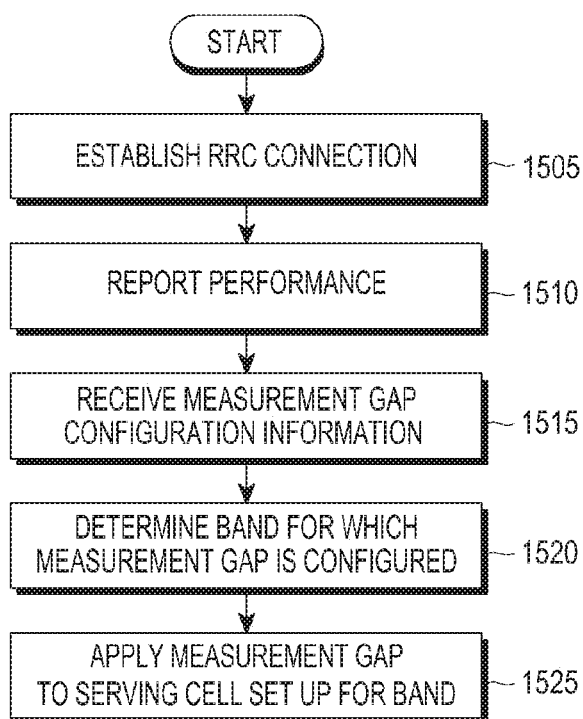 START
ESTABLISH RRC CONNECTION
1505
REPORT PERFORMANCE
1510
RECEIVE MEASUREMENT GAP
CONFIGURATION INFORMATION
1515
DETERMINE BAND FOR WHICH
MEASUREMENT GAP IS CONFIGURED
1520
APPLY MEASUREMENT GAP
TO SERVING CELL SET UP FOR BAND
1525